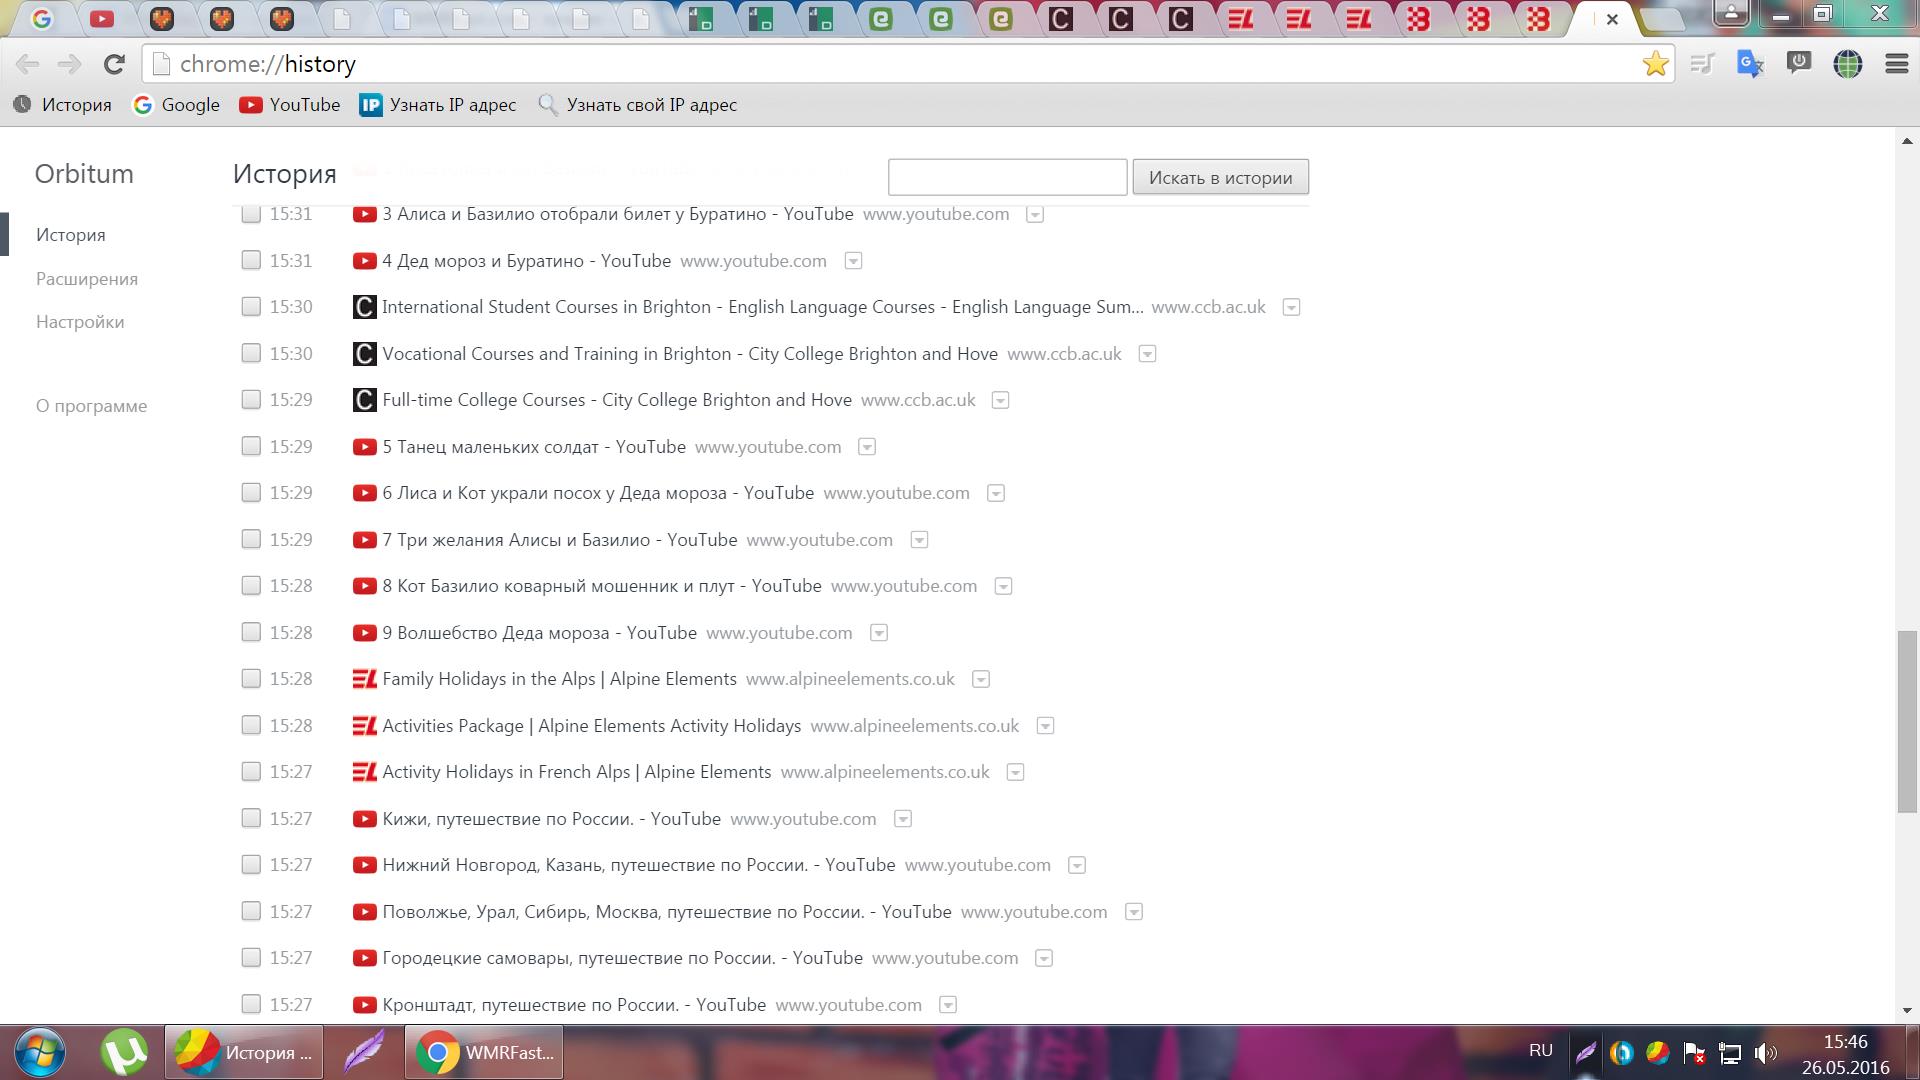 chrome://history
История Google YouTube Узнать IP адрес Узнать свой IP адрес
Orbitum
История
Расширения
Настройки
О программе
История
Искать в истории
15:31 3 Алиса и Базилио отобрали билет у Буратино - YouTube www.youtube.com
15:31 4 Дед мороз и Буратино - YouTube www.youtube.com
15:30 International Student Courses in Brighton - English Language Courses - English Language Sum... www.ccb.ac.uk
15:30 Vocational Courses and Training in Brighton - City College Brighton and Hove www.ccb.ac.uk
15:29 Full-time College Courses - City College Brighton and Hove www.ccb.ac.uk
15:29 5 Танец маленьких солдат - YouTube www.youtube.com
15:29 6 Лиса и Кот украли посох у Деда мороза - YouTube www.youtube.com
15:29 7 Три желания Алисы и Базилио - YouTube www.youtube.com
15:28 8 Кот Базилио коварный мошенник и плут - YouTube www.youtube.com
15:28 9 Волшебство Деда мороза - YouTube www.youtube.com
15:28 Family Holidays in the Alps | Alpine Elements www.alpineelements.co.uk
15:28 Activities Package | Alpine Elements Activity Holidays www.alpineelements.co.uk
15:27 Activity Holidays in French Alps | Alpine Elements www.alpineelements.co.uk
15:27 Кижи, путешествие по России. - YouTube www.youtube.com
15:27 Нижний Новгород, Казань, путешествие по России. - YouTube www.youtube.com
15:27 Поволжье, Урал, Сибирь, Москва, путешествие по России. - YouTube www.youtube.com
15:27 Городецкие самовары, путешествие по России. - YouTube www.youtube.com
15:27 Кронштадт, путешествие по России. - YouTube www.youtube.com
История ... WMRFast... RU 15:46
26.05.2016